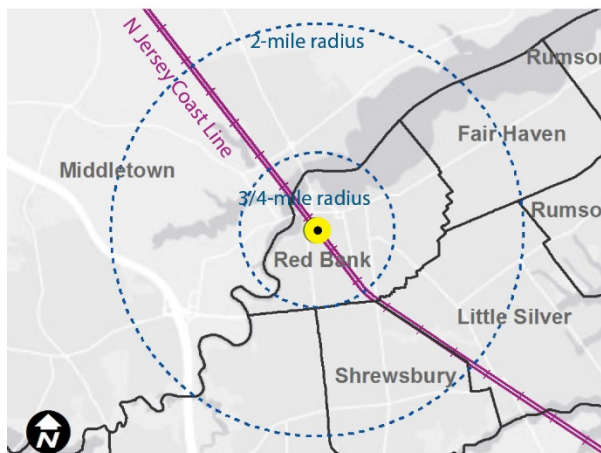 2-mile radius
Rumson
N Jersey Coast Line
Fair Haven
Middletown
3/4-mile radius
Rumso
Red Bank
Little Silver
Shrewsbury
N